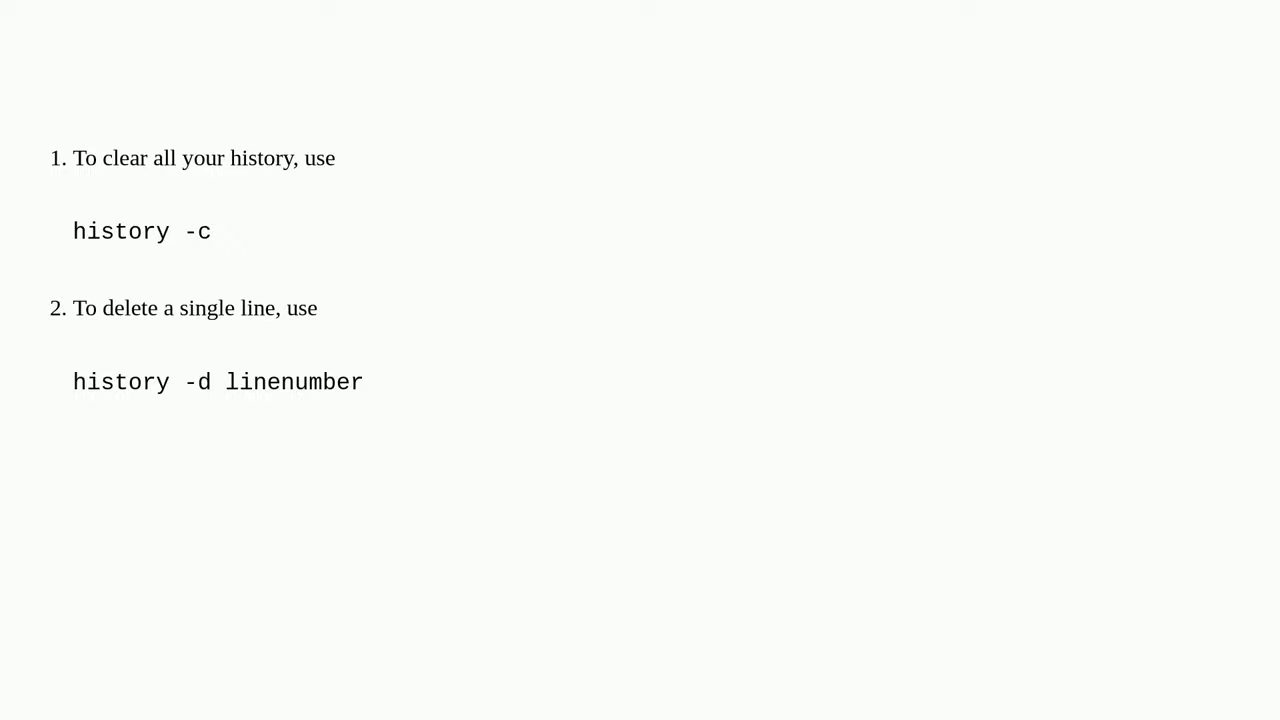 1. To clear all your history, use
history -c
2. To delete a single line, use
history -d linenumber